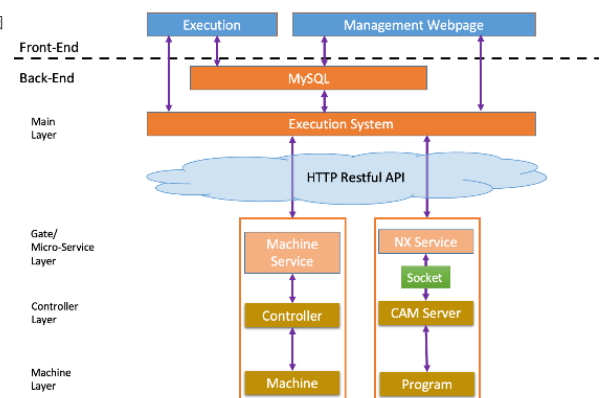 Execution
Management Webpage
Front-End
Back-End
MySQL
Main
Layer
Execution System
HTTP Restful API
Gate/
Micro-Service
Layer
Machine
Service
NX Service
Socket
Controller
Layer
Controller
CAM Server
Machine
Layer
Machine
Program